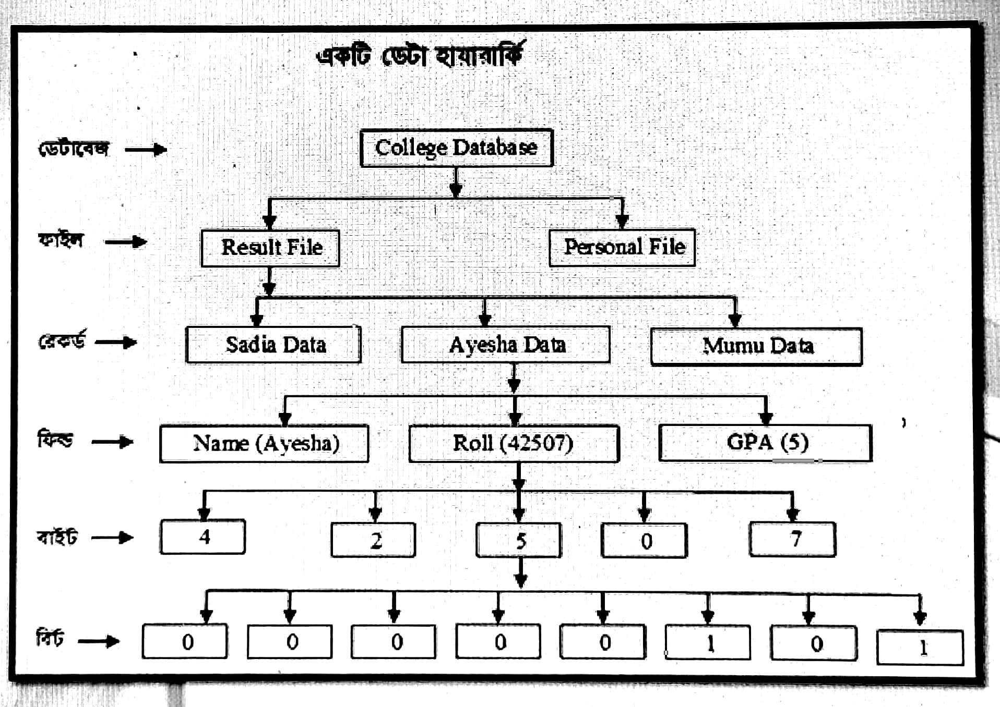 একটি ডেটা হায়ারার্কি
ডেটাবেজ College Database
ফাইল Result File Personal File
রেকর্ড Sadia Data Ayesha Data Mumu Data
ফিল্ড Name (Ayesha) Roll (42507) GPA (5)
বাইট 4 2 5 0 7
বিট 0 0 0 0 0 1 0 1